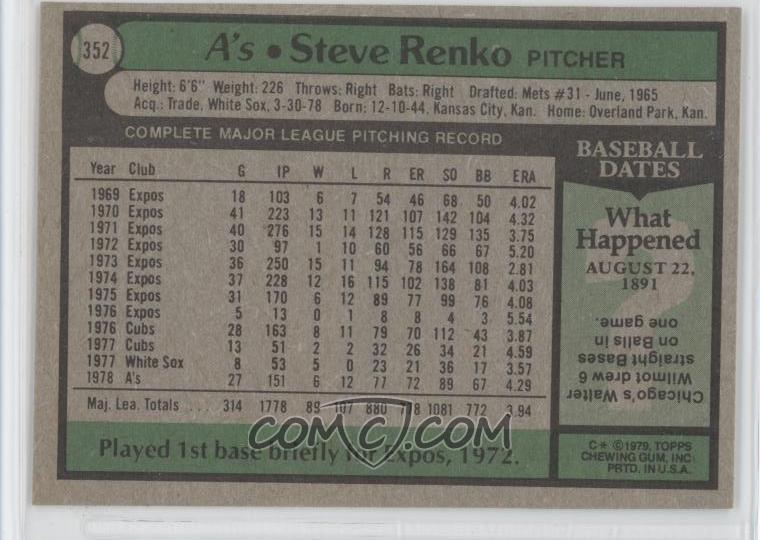 352
A's • Steve Renko PITCHER
Height: 6'6" Weight: 226 Throws: Right Bats: Right Drafted: Mets #31 - June, 1965
Acq.: Trade, White Sox, 3-30-78 Born: 12-10-44, Kansas City, Kan. Home: Overland Park, Kan.
COMPLETE MAJOR LEAGUE PITCHING RECORD
Year Club G IP W L R ER SO BB ERA
1969 Expos 18 103 6 7 54 46 68 50 4.02
1970 Expos 41 223 13 11 121 107 142 104 4.32
1971 Expos 40 276 15 14 128 115 129 135 3.75
1972 Expos 30 97 1 10 60 56 66 67 5.20
1973 Expos 36 250 15 11 94 78 164 108 2.81
1974 Expos 37 228 12 16 115 102 138 81 4.03
1975 Expos 31 170 6 12 89 77 99 76 4.08
1976 Expos 5 13 0 1 8 8 4 3 5.54
1976 Cubs 28 163 8 11 79 70 112 43 3.87
1977 Cubs 13 51 2 2 32 26 34 21 4.59
1977 White Sox 8 53 5 0 23 21 36 17 3.57
1978 A's 27 151 6 12 77 72 89 67 4.29
Maj. Lea. Totals . . . 314 1778 89 107 880 778 1081 772 3.94
Played 1st base briefly for Expos, 1972.
BASEBALL
DATES
?
What
Happened
AUGUST 22,
1891
Chicago's Walter
Wilmot drew 6
straight Bases
on Balls in
one game.
C* ©1979, TOPPS
CHEWING GUM, INC.
PRTD. IN U.S.A.
COMC.COM